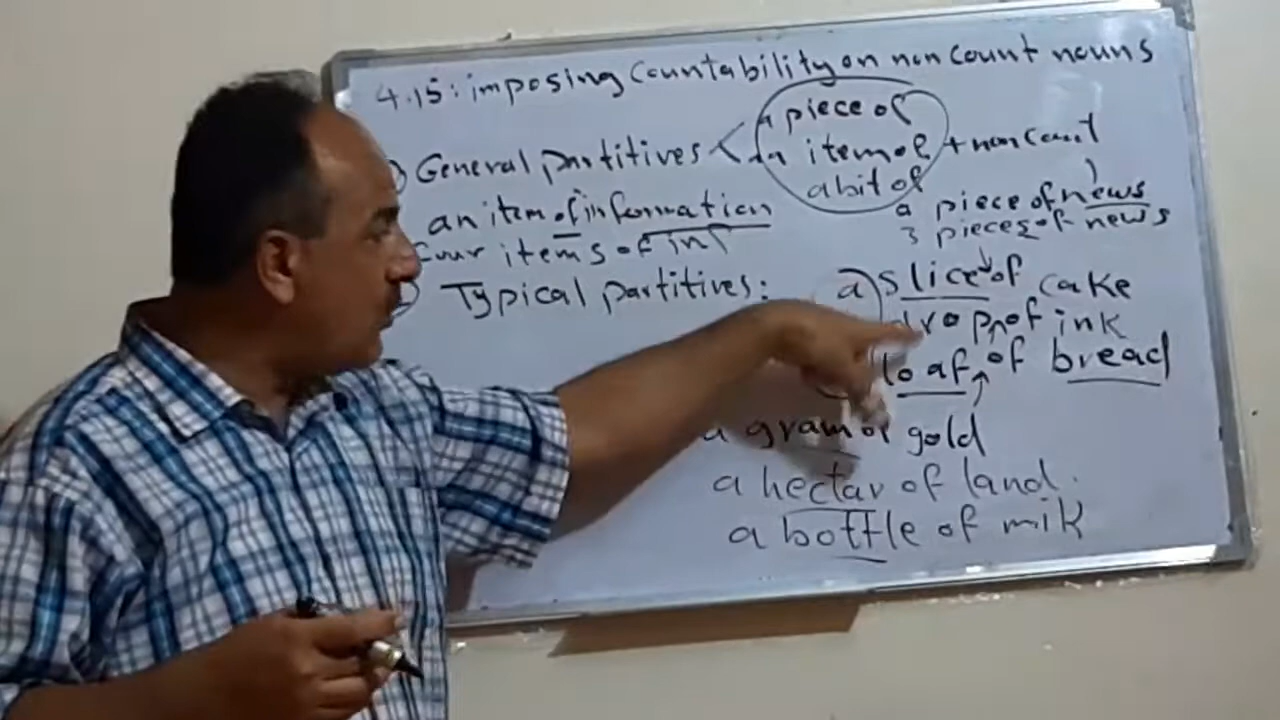 4.15: imposing Countability on non count nouns
General partitives < a piece of
an item of + non count
a bit of
a piece of news
3 pieces of news
an item of information
four items of inf
Typical partitives:
a slice of cake
drop of ink
loaf of bread
a gram of gold
a hectar of land.
a bottle of milk